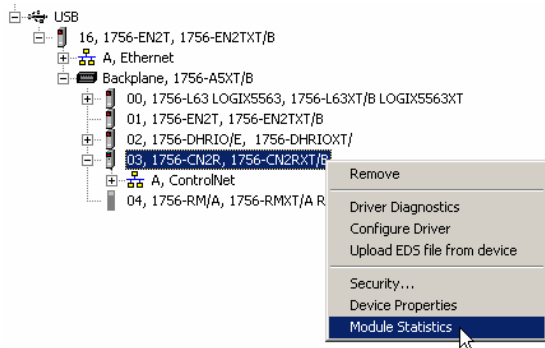 USB
16, 1756-EN2T, 1756-EN2TXT/B
A, Ethernet
Backplane, 1756-A5XT/B
00, 1756-L63 LOGIX5563, 1756-L63XT/B LOGIX5563XT
01, 1756-EN2T, 1756-EN2TXT/B
02, 1756-DHRIO/E, 1756-DHRIOXT/
03, 1756-CN2R, 1756-CN2RXT/B
A, ControlNet
04, 1756-RM/A, 1756-RMXT/A R
Remove
Driver Diagnostics
Configure Driver
Upload EDS file from device
Security...
Device Properties
Module Statistics